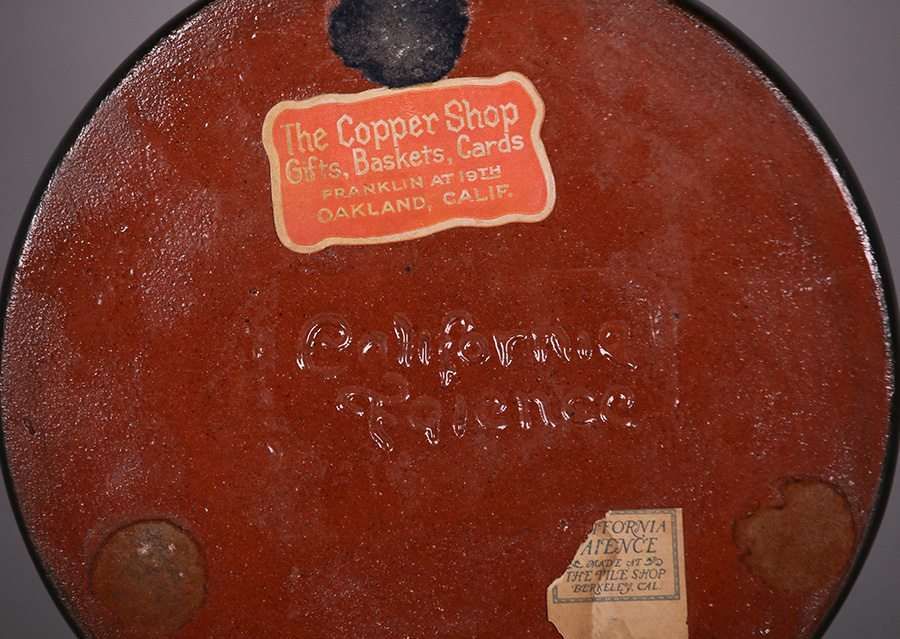 The Copper Shop
Gifts, Baskets, Cards
FRANKLIN AT 19TH
OAKLAND, CALIF.
California
Faience
LIFORNIA
AIENCE
MADE AT
THE TILE SHOP
BERKELEY, CAL.